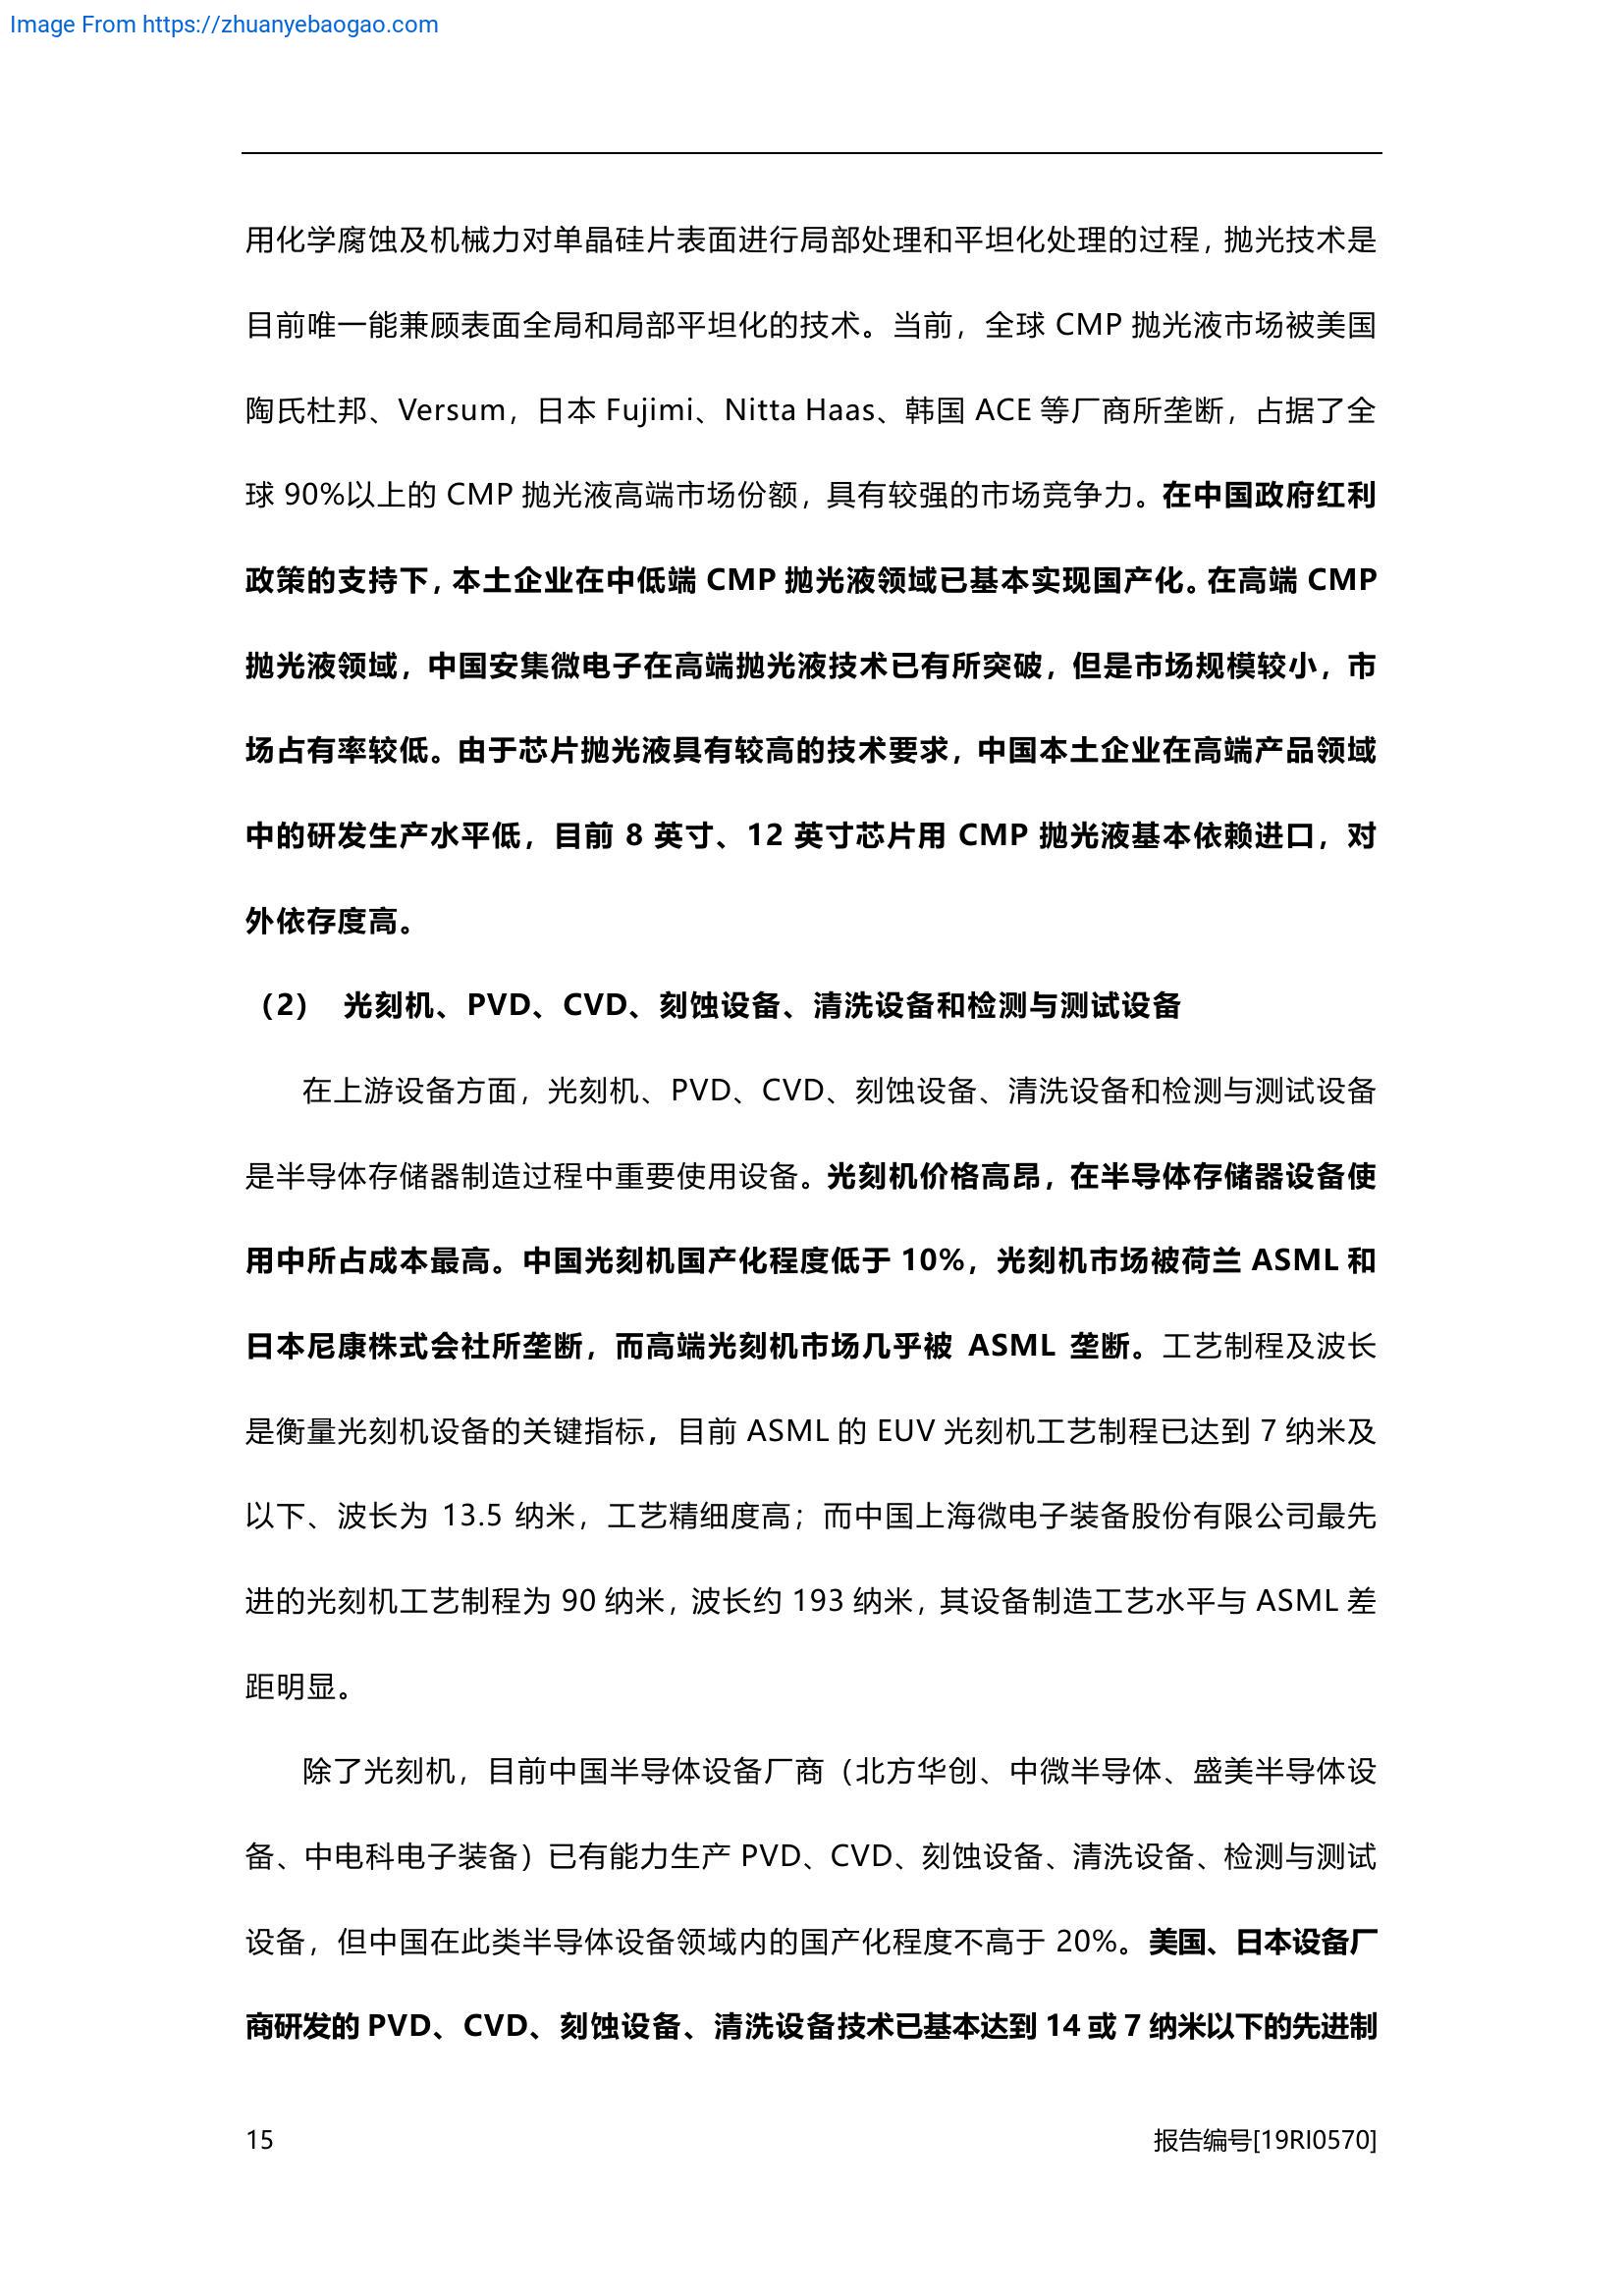 Image From https://zhuanyebaogao.com
用化学腐蚀及机械力对单晶硅片表面进行局部处理和平坦化处理的过程，抛光技术是
目前唯一能兼顾表面全局和局部平坦化的技术。当前，全球 CMP 抛光液市场被美国
陶氏杜邦、Versum，日本 Fujimi、Nitta Haas、韩国 ACE 等厂商所垄断，占据了全
球 90%以上的 CMP 抛光液高端市场份额，具有较强的市场竞争力。在中国政府红利
政策的支持下，本土企业在中低端 CMP 抛光液领域已基本实现国产化。在高端 CMP
抛光液领域，中国安集微电子在高端抛光液技术已有所突破，但是市场规模较小，市
场占有率较低。由于芯片抛光液具有较高的技术要求，中国本土企业在高端产品领域
中的研发生产水平低，目前 8 英寸、12 英寸芯片用 CMP 抛光液基本依赖进口，对
外依存度高。
（2） 光刻机、PVD、CVD、刻蚀设备、清洗设备和检测与测试设备
在上游设备方面，光刻机、PVD、CVD、刻蚀设备、清洗设备和检测与测试设备
是半导体存储器制造过程中重要使用设备。光刻机价格高昂，在半导体存储器设备使
用中所占成本最高。中国光刻机国产化程度低于 10%，光刻机市场被荷兰 ASML 和
日本尼康株式会社所垄断，而高端光刻机市场几乎被 ASML 垄断。工艺制程及波长
是衡量光刻机设备的关键指标，目前 ASML 的 EUV 光刻机工艺制程已达到 7 纳米及
以下、波长为 13.5 纳米，工艺精细度高；而中国上海微电子装备股份有限公司最先
进的光刻机工艺制程为 90 纳米，波长约 193 纳米，其设备制造工艺水平与 ASML 差
距明显。
除了光刻机，目前中国半导体设备厂商（北方华创、中微半导体、盛美半导体设
备、中电科电子装备）已有能力生产 PVD、CVD、刻蚀设备、清洗设备、检测与测试
设备，但中国在此类半导体设备领域内的国产化程度不高于 20%。美国、日本设备厂
商研发的 PVD、CVD、刻蚀设备、清洗设备技术已基本达到 14 或 7 纳米以下的先进制
15 报告编号[19RI0570]